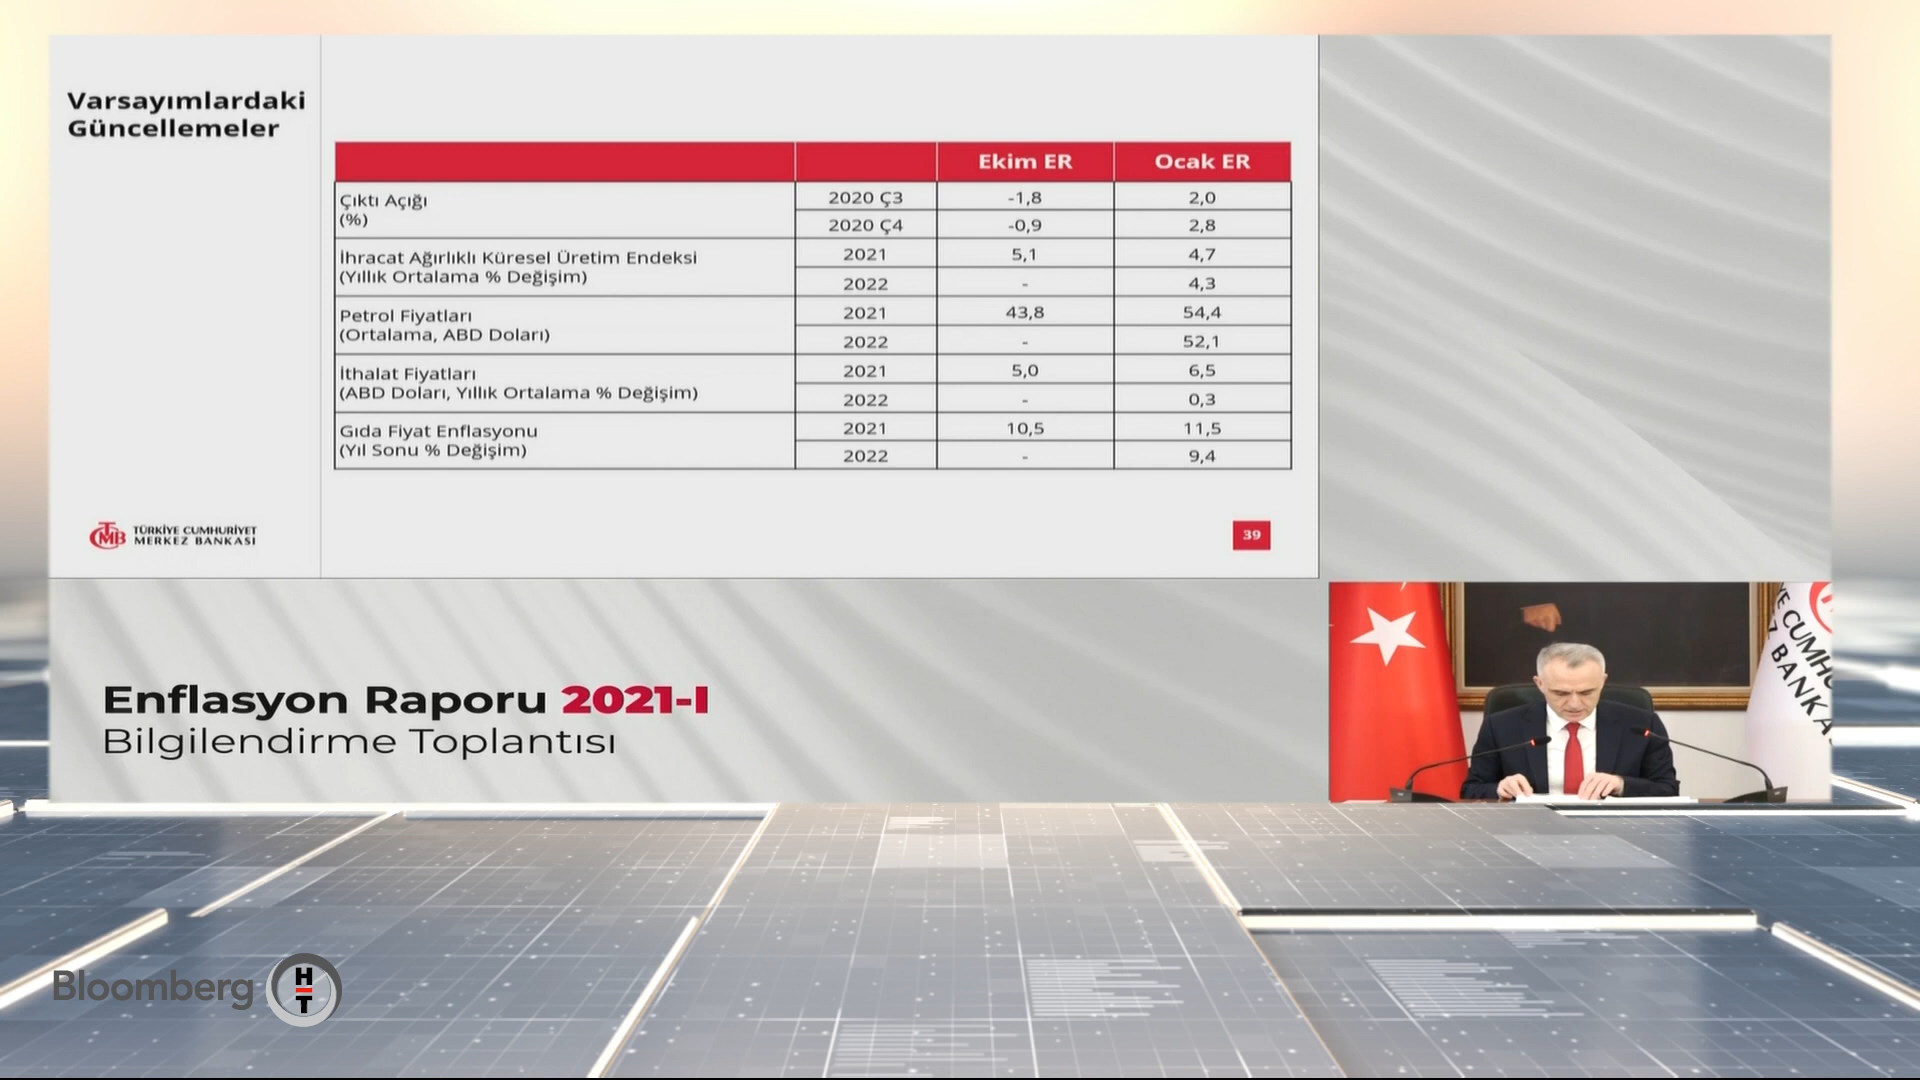 Varsayımlardaki
Güncellemeler
Ekim ER Ocak ER
Çıktı Açığı
(%)
2020 Ç3 -1,8 2,0
2020 Ç4 -0,9 2,8
İhracat Ağırlıklı Küresel Üretim Endeksi
(Yıllık Ortalama % Değişim)
2021 5,1 4,7
2022 - 4,3
Petrol Fiyatları
(Ortalama, ABD Doları)
2021 43,8 54,4
2022 - 52,1
İthalat Fiyatları
(ABD Doları, Yıllık Ortalama % Değişim)
2021 5,0 6,5
2022 - 0,3
Gıda Fiyat Enflasyonu
(Yıl Sonu % Değişim)
2021 10,5 11,5
2022 - 9,4
TCMB
TÜRKİYE CUMHURİYET
MERKEZ BANKASI
39
Enflasyon Raporu 2021-I
Bilgilendirme Toplantısı
BANKA
Bloomberg HT